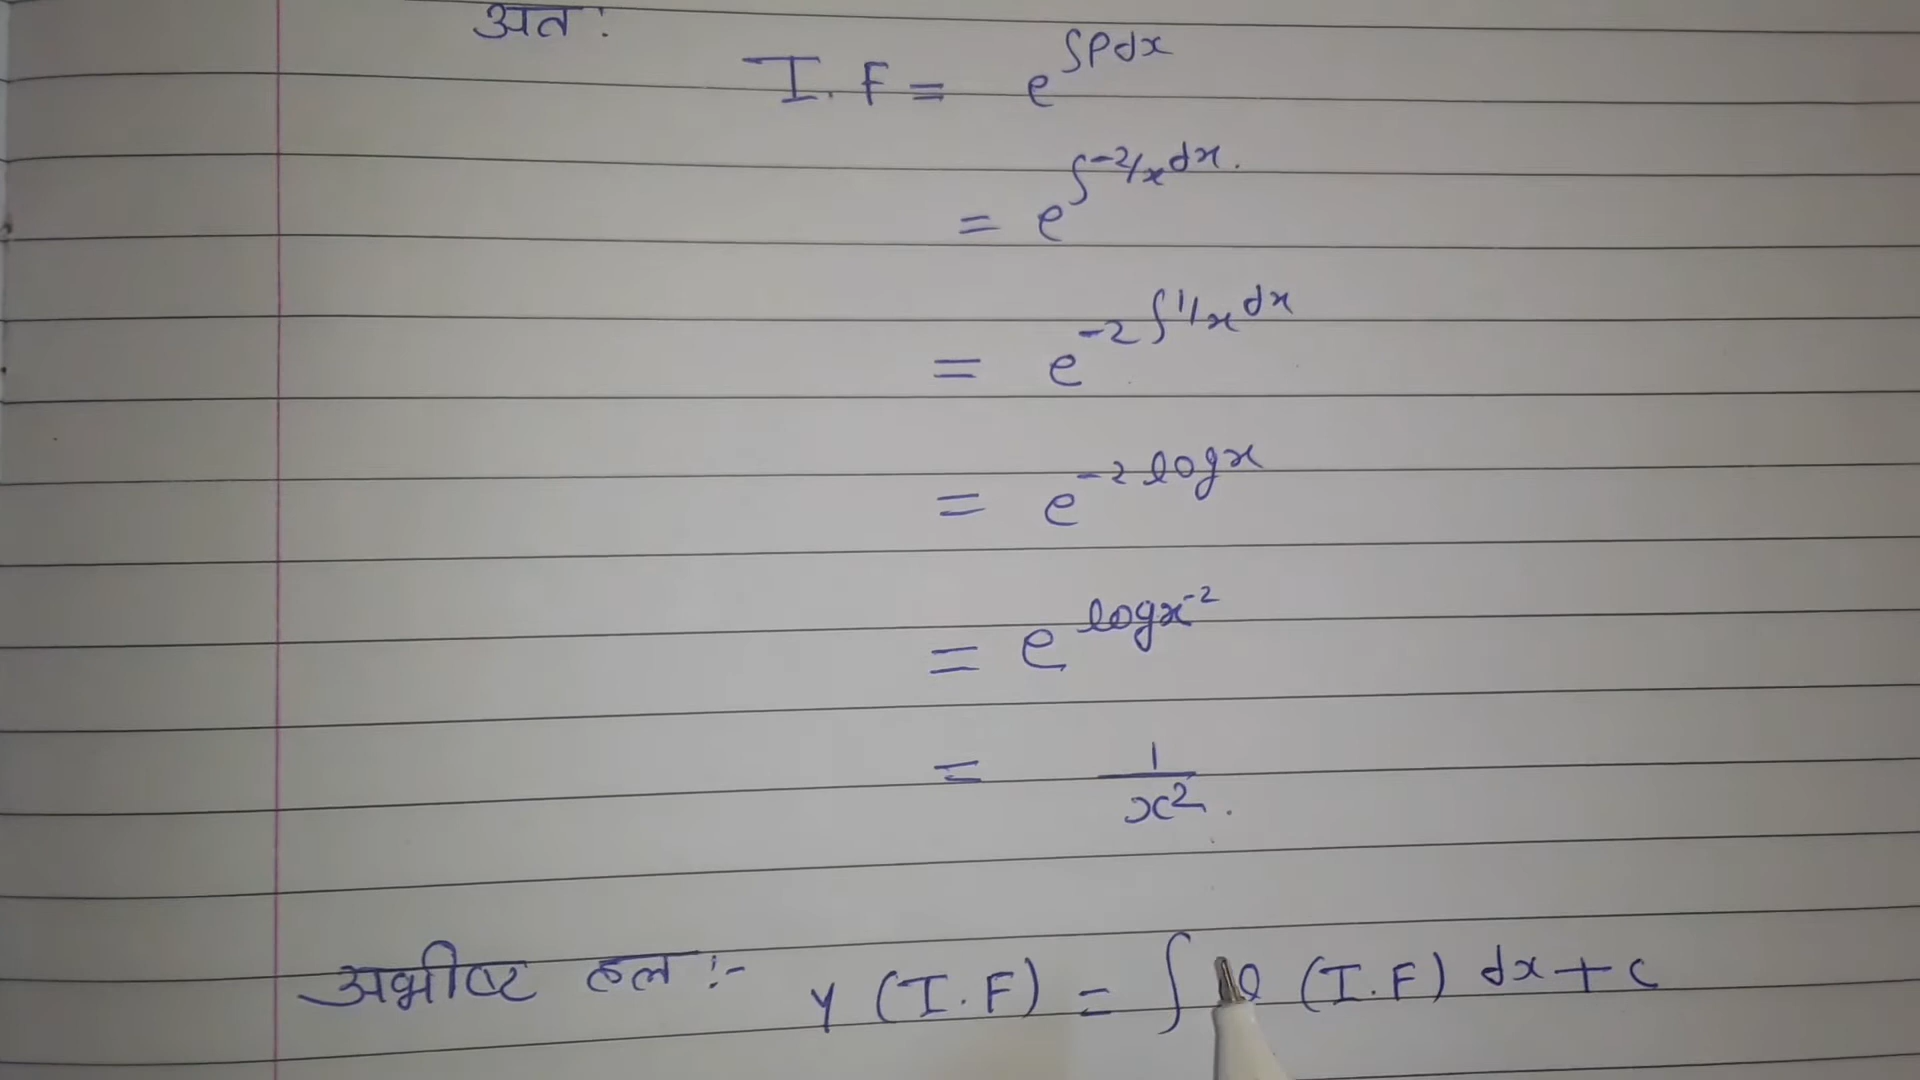 अतः
I.F = e^∫Pdx
= e^∫-2/x dx.
= e^-2∫1/x dx
= e^-2 log x
= e^log x^-2
= 1/x².
अभीष्ट हल :- y (I.F) = ∫ Q (I.F) dx + c